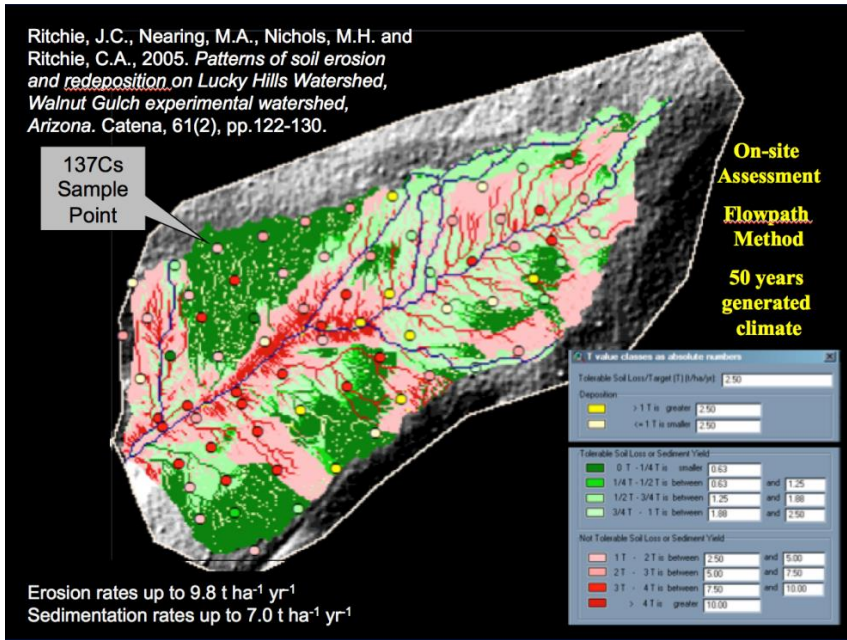 Ritchie, J.C., Nearing, M.A., Nichols, M.H. and
Ritchie, C.A., 2005. Patterns of soil erosion
and redeposition on Lucky Hills Watershed,
Walnut Gulch experimental watershed,
Arizona. Catena, 61(2), pp.122-130.
137Cs
Sample
Point
On-site
Assessment
Flowpath
Method
50 years
generated
climate
T value classes as absolute numbers
Tolerable Soil Loss/Target (T) (t/ha/yr) 2.50
Deposition
> 1 T is greater 2.50
<= 1 T is smaller 2.50
Tolerable Soil Loss or Sediment Yield
0 T - 1/4 T is smaller 0.63
1/4 T - 1/2 T is between 0.63 and 1.25
1/2 T - 3/4 T is between 1.25 and 1.88
3/4 T - 1 T is between 1.88 and 2.50
Not Tolerable Soil Loss or Sediment Yield
1 T - 2 T is between 2.50 and 5.00
2 T - 3 T is between 5.00 and 7.50
3 T - 4 T is between 7.50 and 10.00
> 4 T is greater 10.00
Erosion rates up to 9.8 t ha⁻¹ yr⁻¹
Sedimentation rates up to 7.0 t ha⁻¹ yr⁻¹